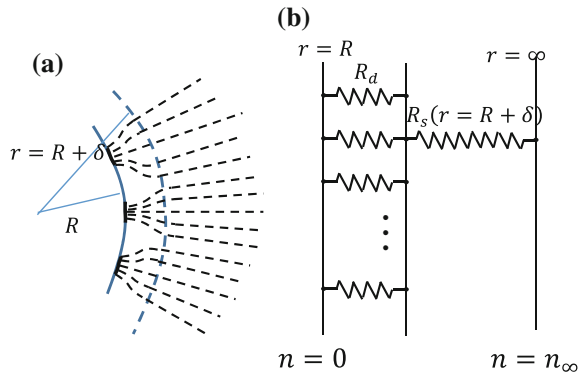 (a)
r = R + δ
R
(b)
r = R
r = ∞
R_d
R_s(r = R + δ)
n = 0
n = n_∞